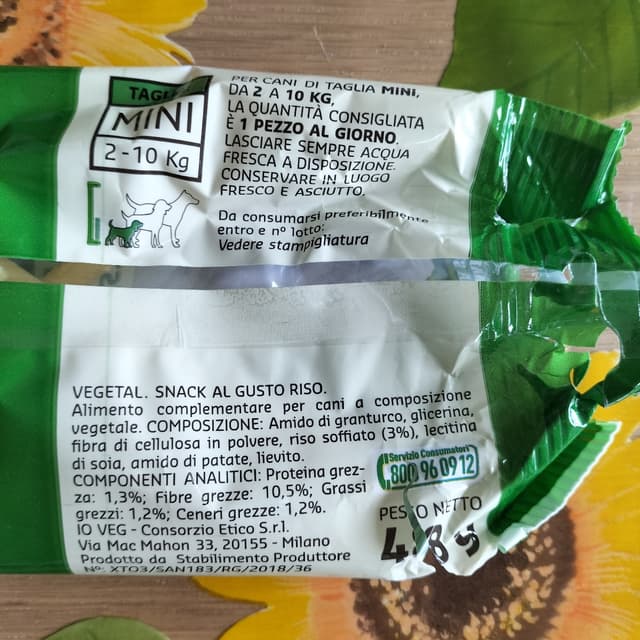 TAGLIA
MINI
2-10 Kg
PER CANI DI TAGLIA MINI,
DA 2 A 10 KG,
LA QUANTITÀ CONSIGLIATA
È 1 PEZZO AL GIORNO.
LASCIARE SEMPRE ACQUA
FRESCA A DISPOSIZIONE.
CONSERVARE IN LUOGO
FRESCO E ASCIUTTO.
Da consumarsi preferibilmente
entro e n° lotto:
Vedere stampigliatura
VEGETAL. SNACK AL GUSTO RISO.
Alimento complementare per cani a composizione
vegetale. COMPOSIZIONE: Amido di granturco, glicerina,
fibra di cellulosa in polvere, riso soffiato (3%), lecitina
di soia, amido di patate, lievito.
COMPONENTI ANALITICI: Proteina grez-
za: 1,3%; Fibre grezze: 10,5%; Grassi
grezzi: 1,2%; Ceneri grezze: 1,2%.
IO VEG - Consorzio Etico S.r.l.
Via Mac Mahon 33, 20155 - Milano
Prodotto da Stabilimento Produttore
N°: XTO3/SAN183/RG/2018/36
Servizio Consumatori
800 96 09 12
PESO NETTO